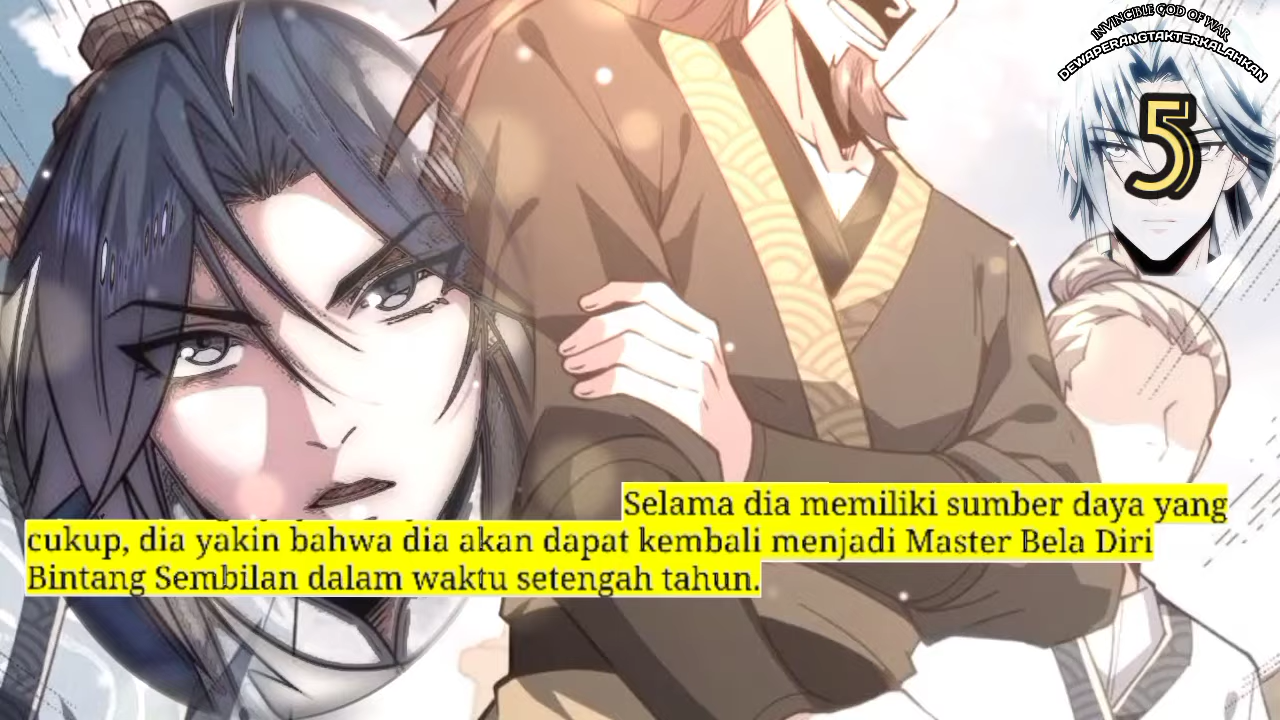 INVINCIBLE GOD OF WAR
DEWAPERANGTAKTERKALAHKAN
5
Selama dia memiliki sumber daya yang
cukup, dia yakin bahwa dia akan dapat kembali menjadi Master Bela Diri
Bintang Sembilan dalam waktu setengah tahun.